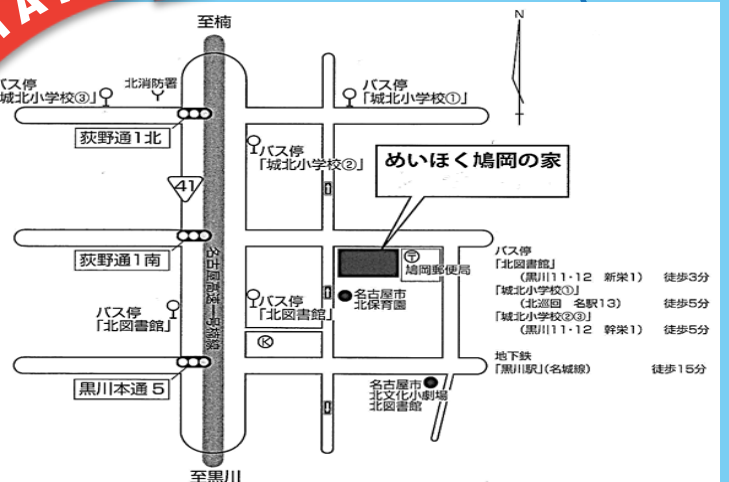 TA
至楠
N
バス停
城北小学校③」
北消防署
バス停
「城北小学校①」
荻野通1北
バス停
「城北小学校②」
めいほく鳩岡の家
41
荻野通1南
名古屋高速一号楠線
〒
鳩岡郵便局
名古屋市
北保育園
バス停
「北図書館」
バス停
「北図書館」
K
黒川本通5
名古屋市
北文化小劇場
北図書館
至黒川
バス停
「北図書館」
(黒川11・12 新栄1) 徒歩3分
「城北小学校①」
(北巡回 名駅13) 徒歩5分
「城北小学校②③」
(黒川11・12 幹栄1) 徒歩5分
地下鉄
「黒川駅」(名城線) 徒歩15分